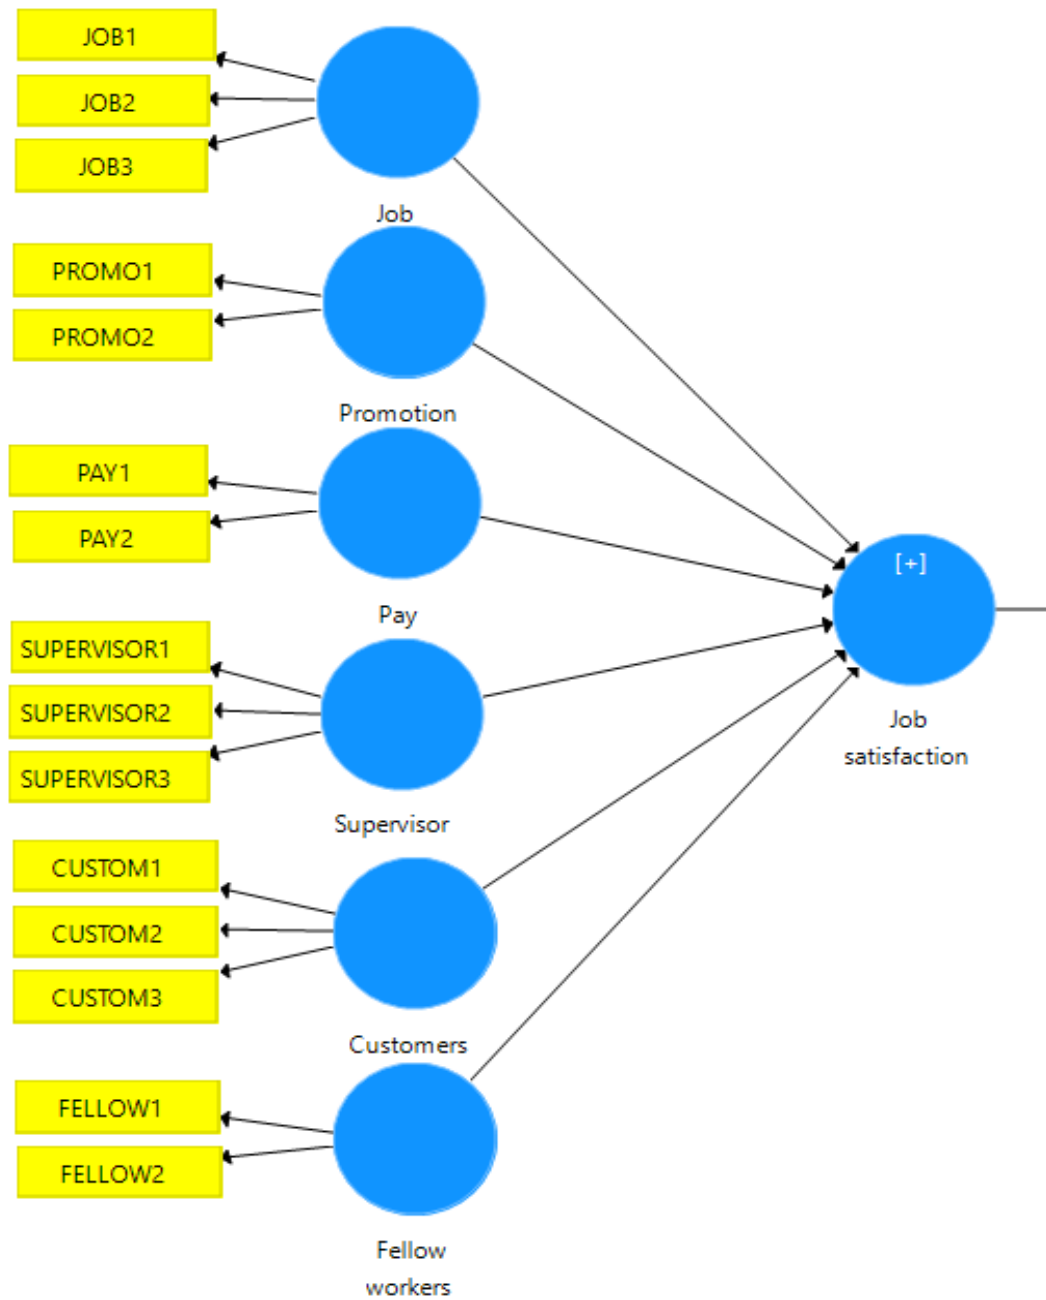 JOB1
JOB2
JOB3
Job
PROMO1
PROMO2
Promotion
PAY1
PAY2
Pay
[+]
Job
satisfaction
SUPERVISOR1
SUPERVISOR2
SUPERVISOR3
Supervisor
CUSTOM1
CUSTOM2
CUSTOM3
Customers
FELLOW1
FELLOW2
Fellow
workers